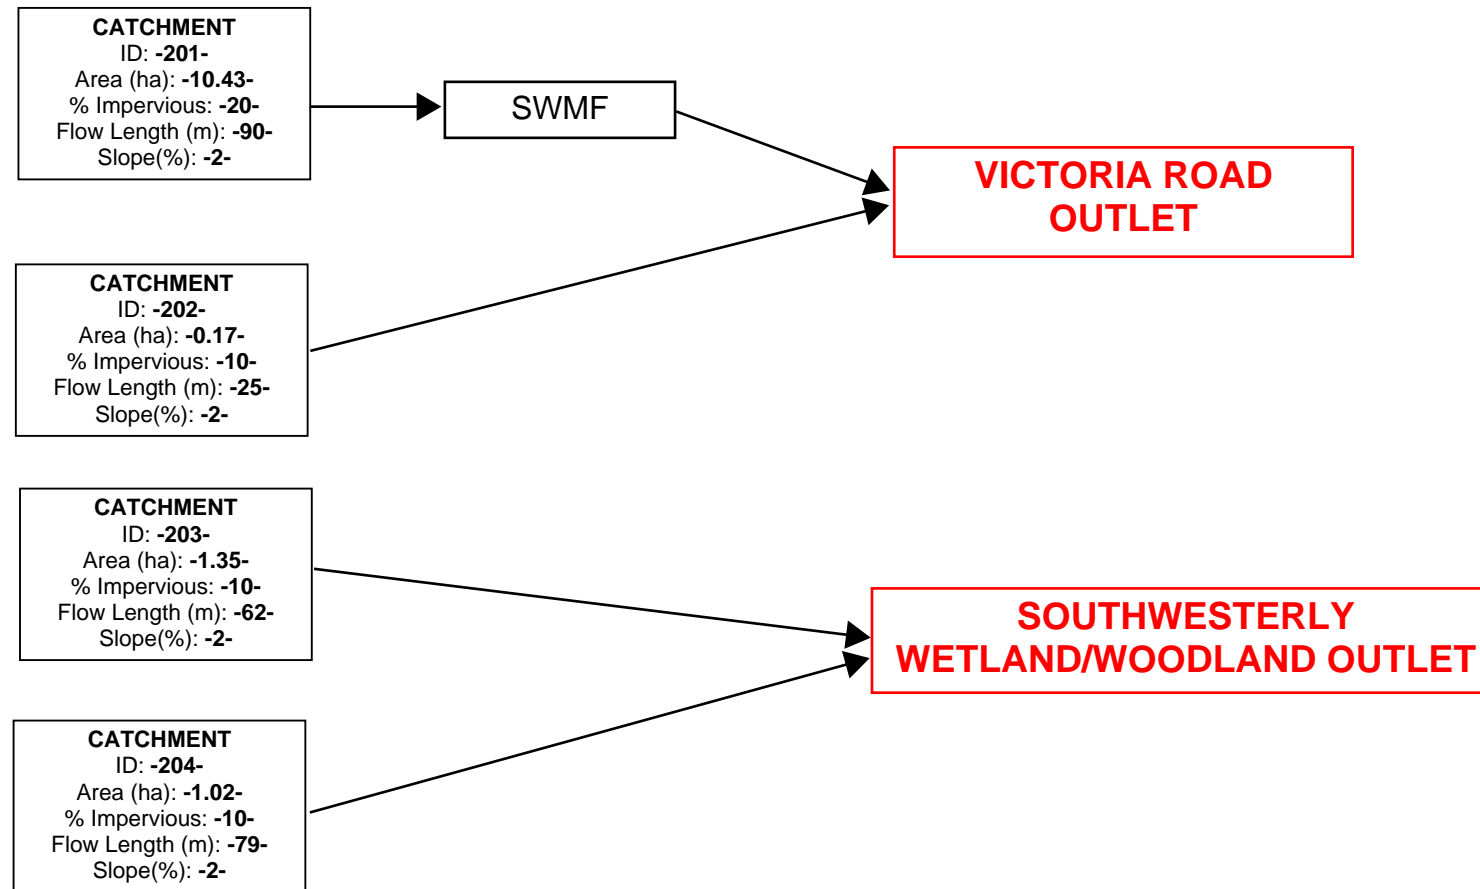 CATCHMENT
ID: -201-
Area (ha): -10.43-
% Impervious: -20-
Flow Length (m): -90-
Slope(%): -2-
SWMF
VICTORIA ROAD
OUTLET
CATCHMENT
ID: -202-
Area (ha): -0.17-
% Impervious: -10-
Flow Length (m): -25-
Slope(%): -2-
CATCHMENT
ID: -203-
Area (ha): -1.35-
% Impervious: -10-
Flow Length (m): -62-
Slope(%): -2-
SOUTHWESTERLY
WETLAND/WOODLAND OUTLET
CATCHMENT
ID: -204-
Area (ha): -1.02-
% Impervious: -10-
Flow Length (m): -79-
Slope(%): -2-